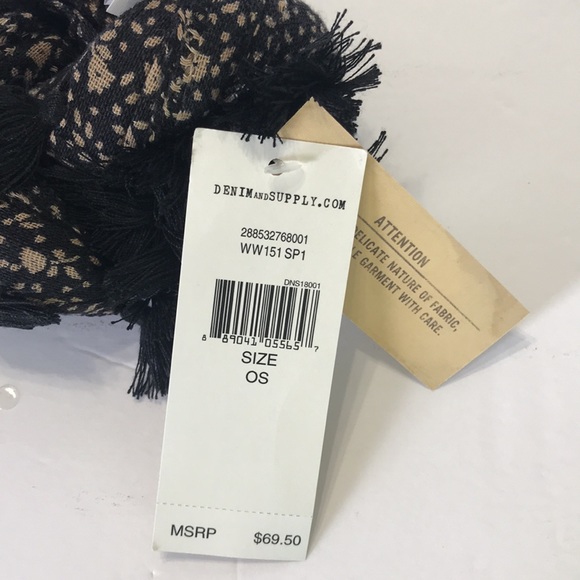 DENIMANDSUPPLY.COM
288532768001
WW151 SP1
DNS18001
8 89041 05565 7
SIZE
OS
MSRP $69.50
ATTENTION
ELICATE NATURE OF FABRIC,
E GARMENT WITH CARE.